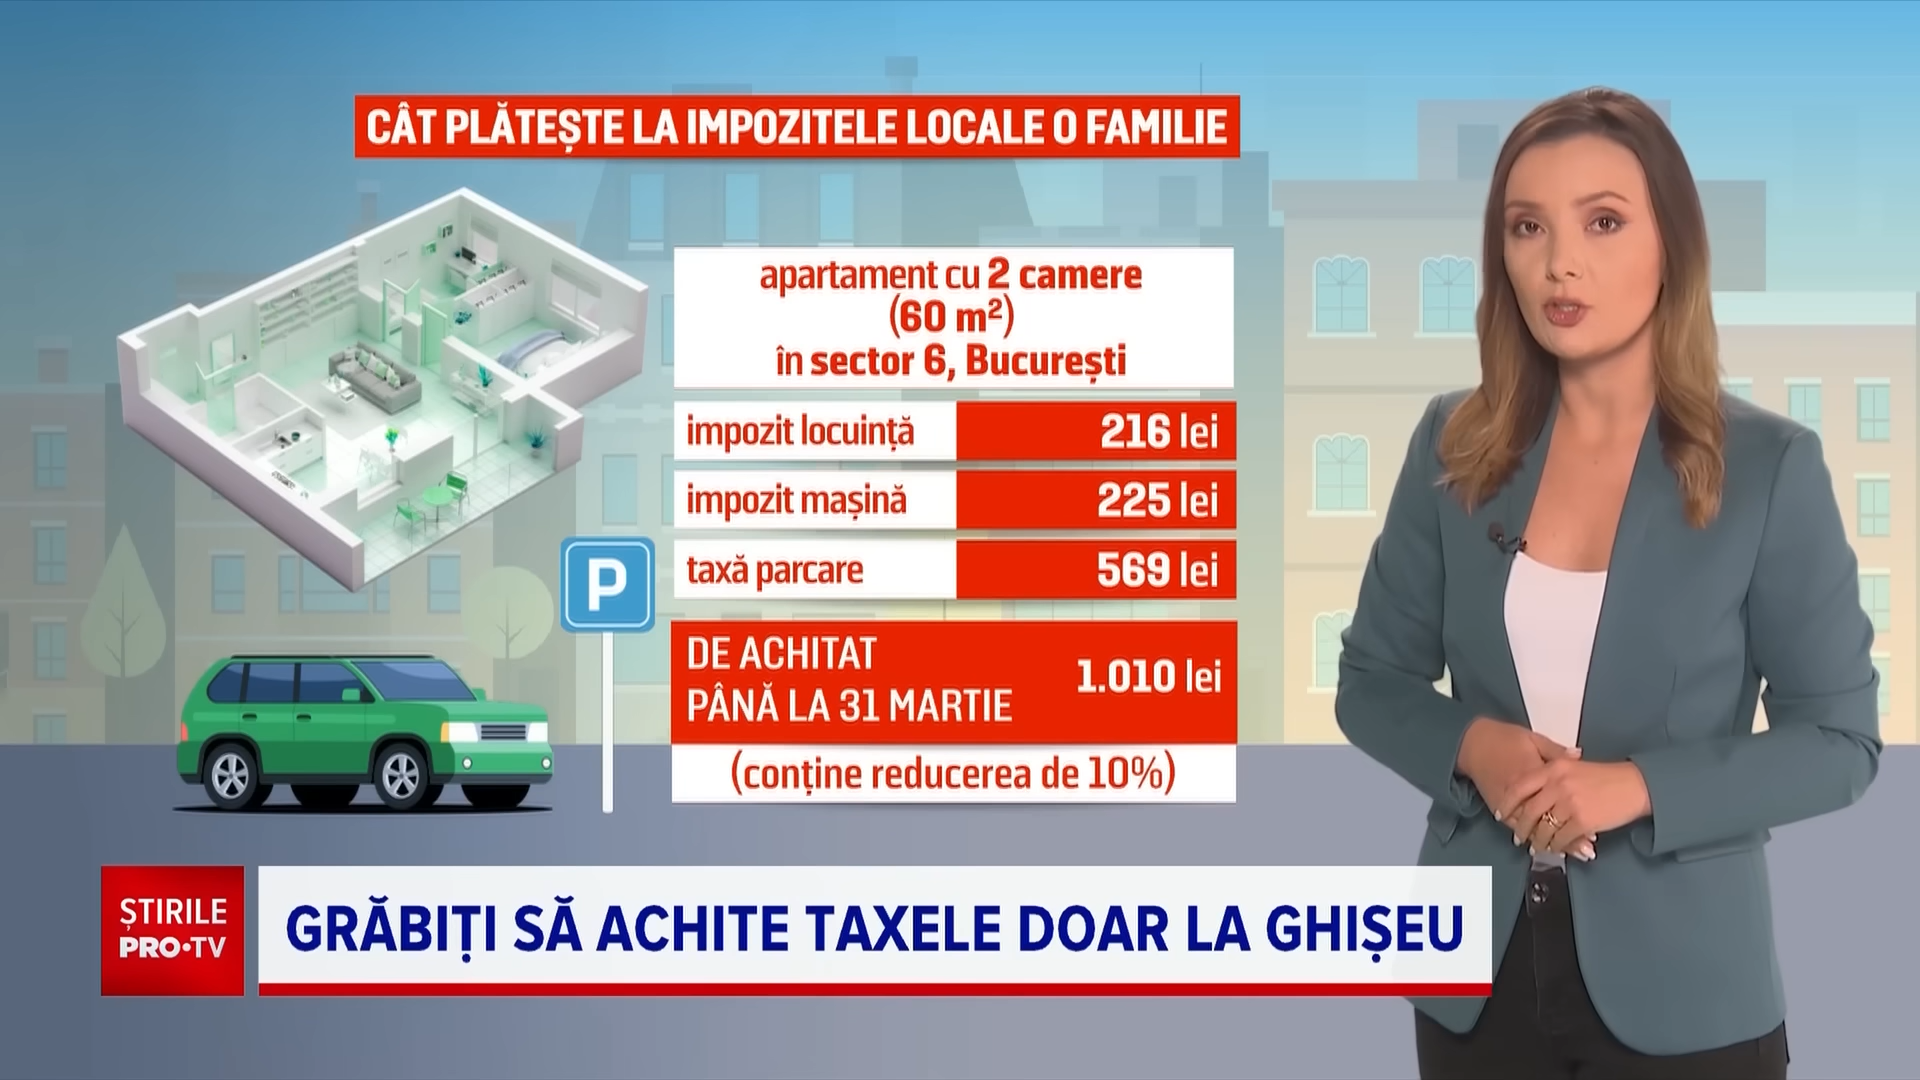 CÂT PLĂTEȘTE LA IMPOZITELE LOCALE O FAMILIE
apartament cu 2 camere
(60 m²)
în sector 6, București
impozit locuință 216 lei
impozit mașină 225 lei
taxă parcare 569 lei
P
DE ACHITAT
PÂNĂ LA 31 MARTIE 1.010 lei
(conține reducerea de 10%)
ȘTIRILE
PRO•TV
GRĂBIȚI SĂ ACHITE TAXELE DOAR LA GHIȘEU